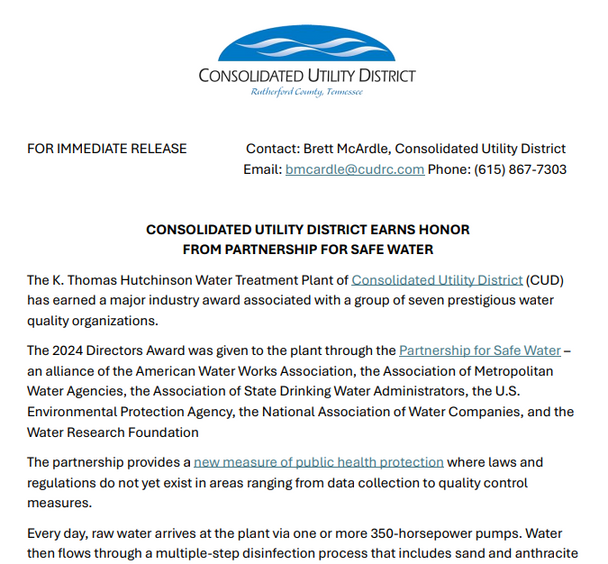 CONSOLIDATED UTILITY DISTRICT
Rutherford County, Tennessee
FOR IMMEDIATE RELEASE Contact: Brett McArdle, Consolidated Utility District
Email: bmcardle@cudrc.com Phone: (615) 867-7303
CONSOLIDATED UTILITY DISTRICT EARNS HONOR
FROM PARTNERSHIP FOR SAFE WATER
The K. Thomas Hutchinson Water Treatment Plant of Consolidated Utility District (CUD)
has earned a major industry award associated with a group of seven prestigious water
quality organizations.
The 2024 Directors Award was given to the plant through the Partnership for Safe Water –
an alliance of the American Water Works Association, the Association of Metropolitan
Water Agencies, the Association of State Drinking Water Administrators, the U.S.
Environmental Protection Agency, the National Association of Water Companies, and the
Water Research Foundation
The partnership provides a new measure of public health protection where laws and
regulations do not yet exist in areas ranging from data collection to quality control
measures.
Every day, raw water arrives at the plant via one or more 350-horsepower pumps. Water
then flows through a multiple-step disinfection process that includes sand and anthracite